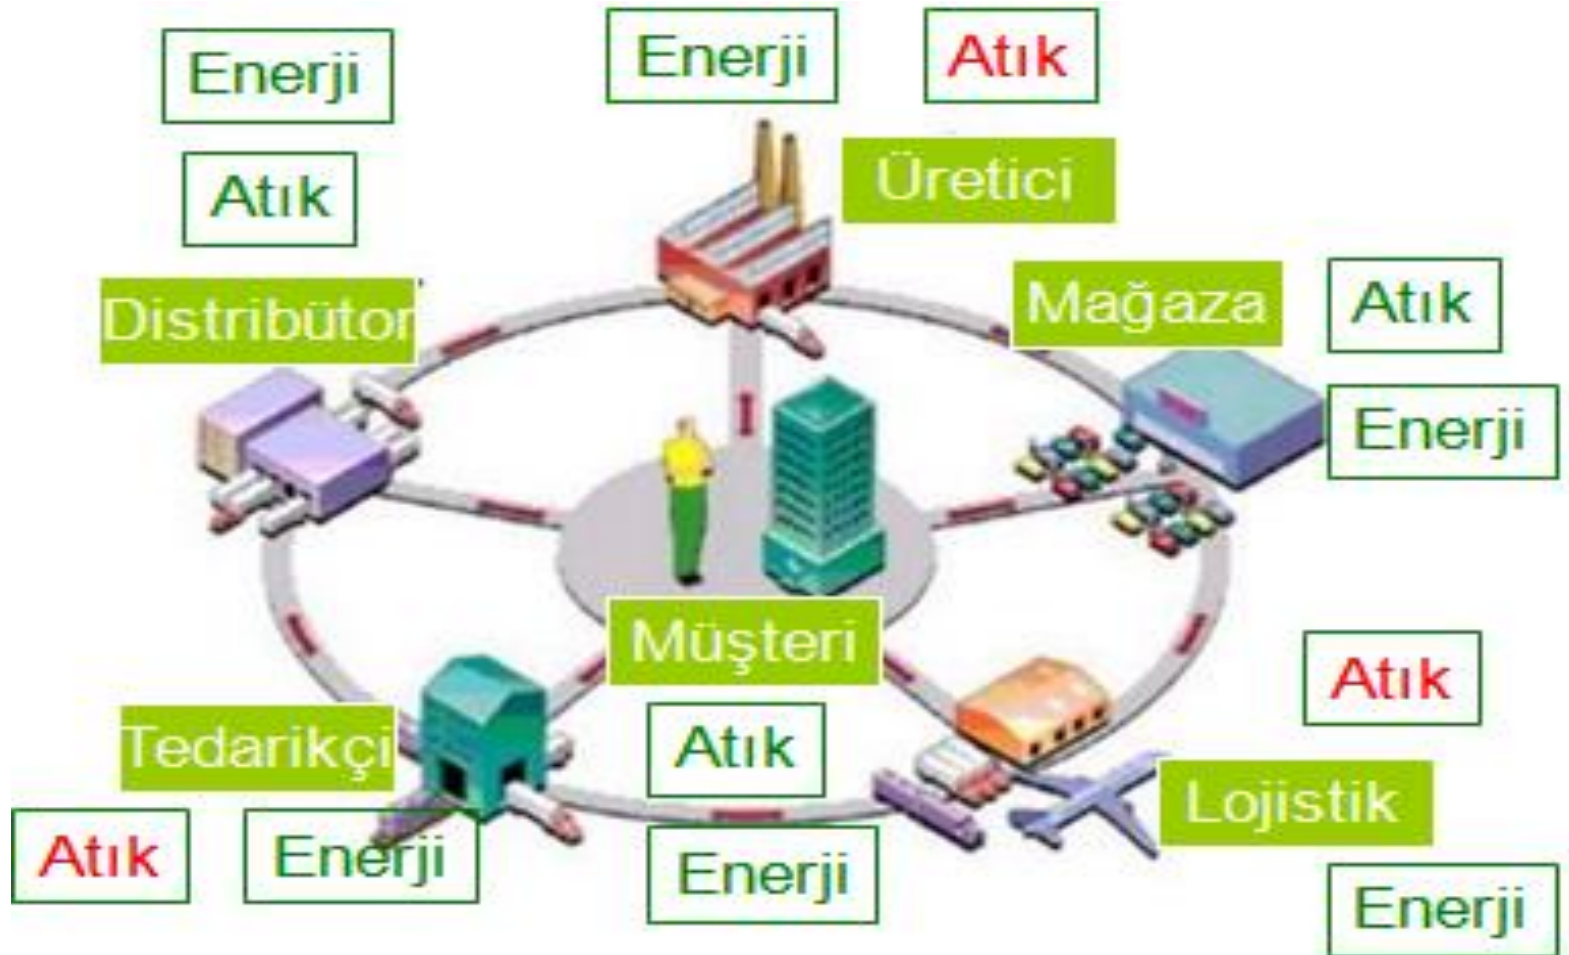 Enerji
Enerji
Atık
Atık
Üretici
Distribütor
Mağaza
Atık
Enerji
Müşteri
Atık
Tedarikçi
Atık
Lojistik
Atık
Enerji
Enerji
Enerji